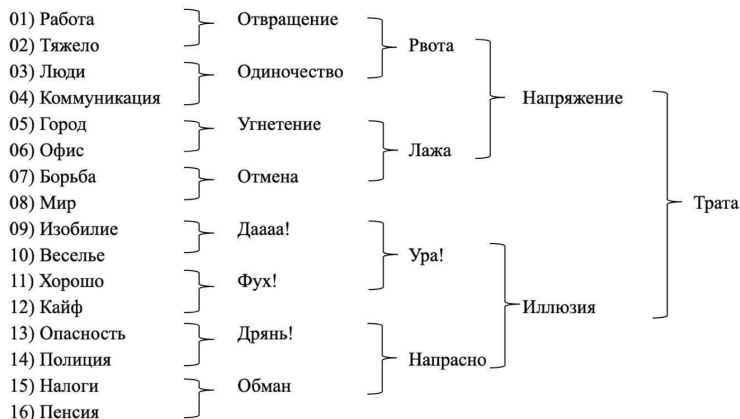 01) Работа
02) Тяжело
03) Люди
04) Коммуникация
05) Город
06) Офис
07) Борьба
08) Мир
09) Изобилие
10) Веселье
11) Хорошо
12) Кайф
13) Опасность
14) Полиция
15) Налоги
16) Пенсия
Отвращение
Одиночество
Угнетение
Отмена
Даааа!
Фух!
Дрянь!
Обман
Рвота
Лажа
Ура!
Напрасно
Напряжение
Иллюзия
Трата